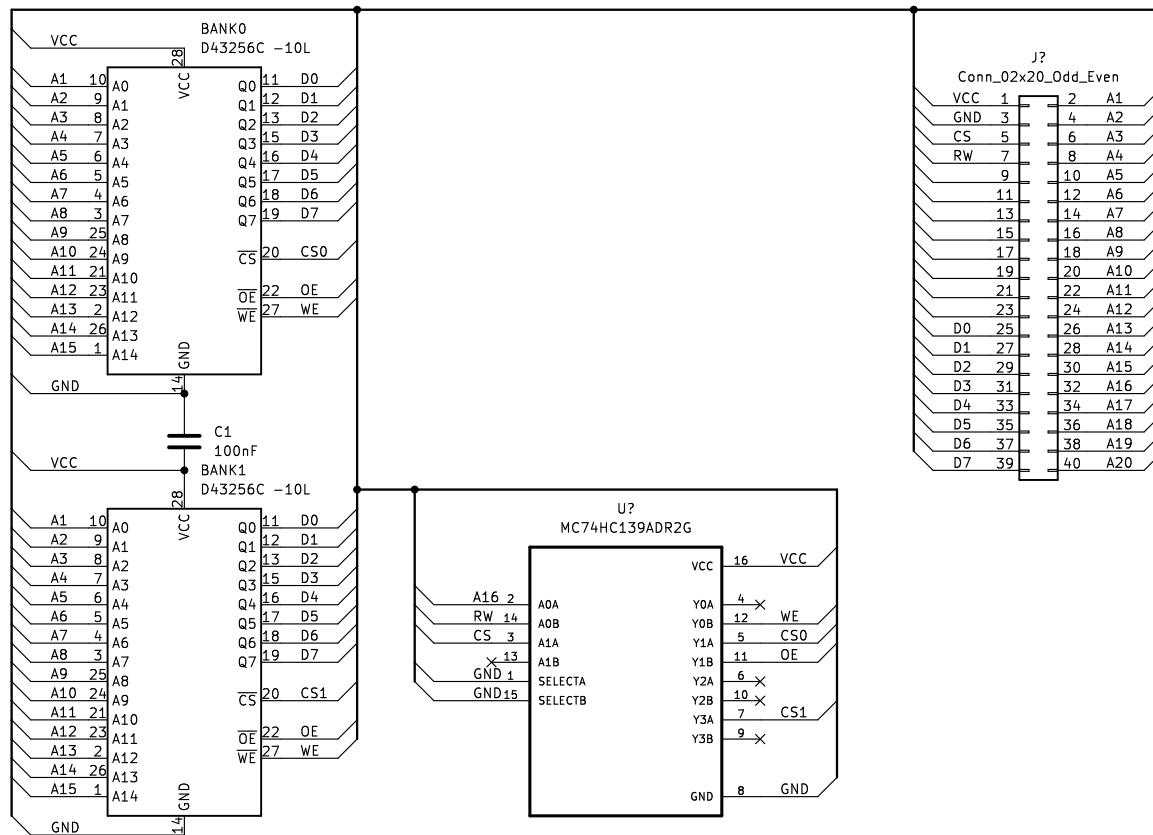 BANK0
D43256C -10L
VCC
28
VCC
A1 10 A0 Q0 11 D0
A2 9 A1 Q1 12 D1
A3 8 A2 Q2 13 D2
A4 7 A3 Q3 15 D3
A5 6 A4 Q4 16 D4
A6 5 A5 Q5 17 D5
A7 4 A6 Q6 18 D6
A8 3 A7 Q7 19 D7
A9 25 A8
A10 24 A9 CS 20 CS0
A11 21 A10
A12 23 A11 OE 22 OE
A13 2 A12 WE 27 WE
A14 26 A13
A15 1 A14
GND
14
GND
C1
100nF
VCC
BANK1
D43256C -10L
28
VCC
A1 10 A0 Q0 11 D0
A2 9 A1 Q1 12 D1
A3 8 A2 Q2 13 D2
A4 7 A3 Q3 15 D3
A5 6 A4 Q4 16 D4
A6 5 A5 Q5 17 D5
A7 4 A6 Q6 18 D6
A8 3 A7 Q7 19 D7
A9 25 A8
A10 24 A9 CS 20 CS1
A11 21 A10
A12 23 A11 OE 22 OE
A13 2 A12 WE 27 WE
A14 26 A13
A15 1 A14
GND
14
GND
U?
MC74HC139ADR2G
VCC 16 VCC
A16 2 A0A Y0A 4
RW 14 A0B Y0B 12 WE
CS 3 A1A Y1A 5 CS0
13 A1B Y1B 11 OE
GND 1 SELECTA Y2A 6
GND 15 SELECTB Y2B 10
Y3A 7 CS1
Y3B 9
GND 8 GND
J?
Conn_02x20_Odd_Even
VCC 1 2 A1
GND 3 4 A2
CS 5 6 A3
RW 7 8 A4
9 10 A5
11 12 A6
13 14 A7
15 16 A8
17 18 A9
19 20 A10
21 22 A11
23 24 A12
D0 25 26 A13
D1 27 28 A14
D2 29 30 A15
D3 31 32 A16
D4 33 34 A17
D5 35 36 A18
D6 37 38 A19
D7 39 40 A20